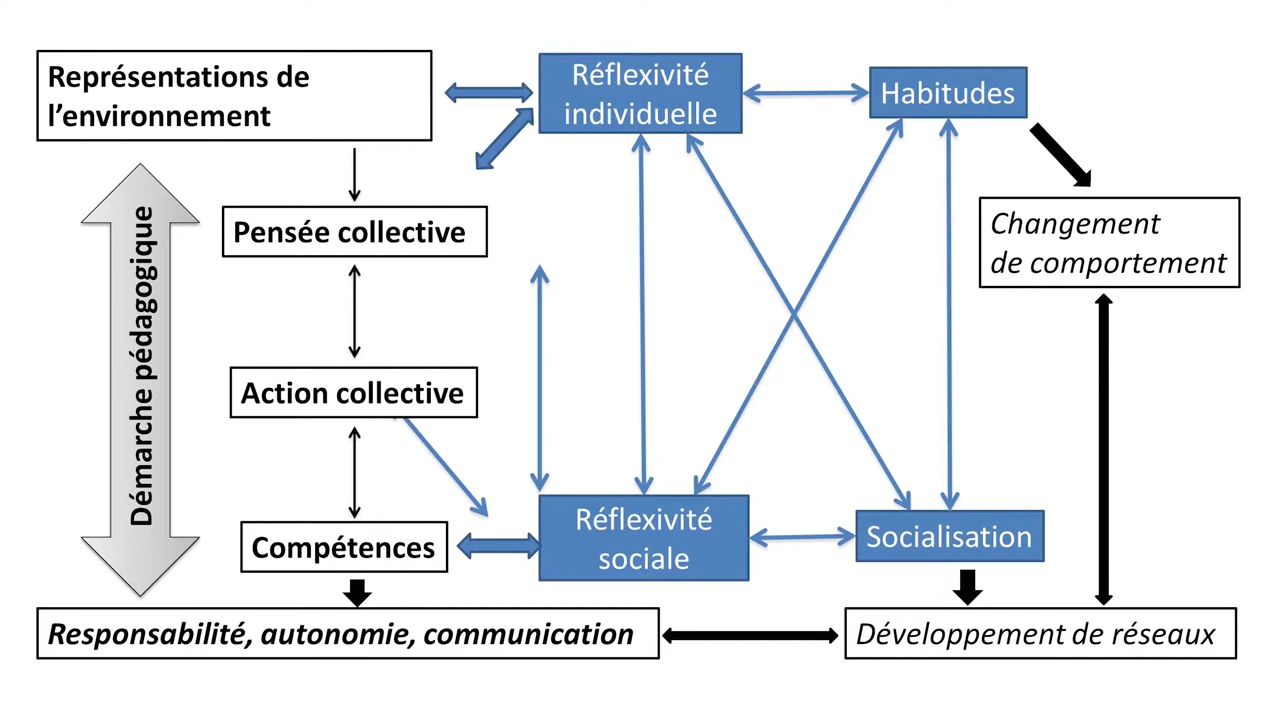 Représentations de
l’environnement
Réflexivité
individuelle
Habitudes
Démarche pédagogique
Pensée collective
Changement
de comportement
Action collective
Compétences
Réflexivité
sociale
Socialisation
Responsabilité, autonomie, communication
Développement de réseaux